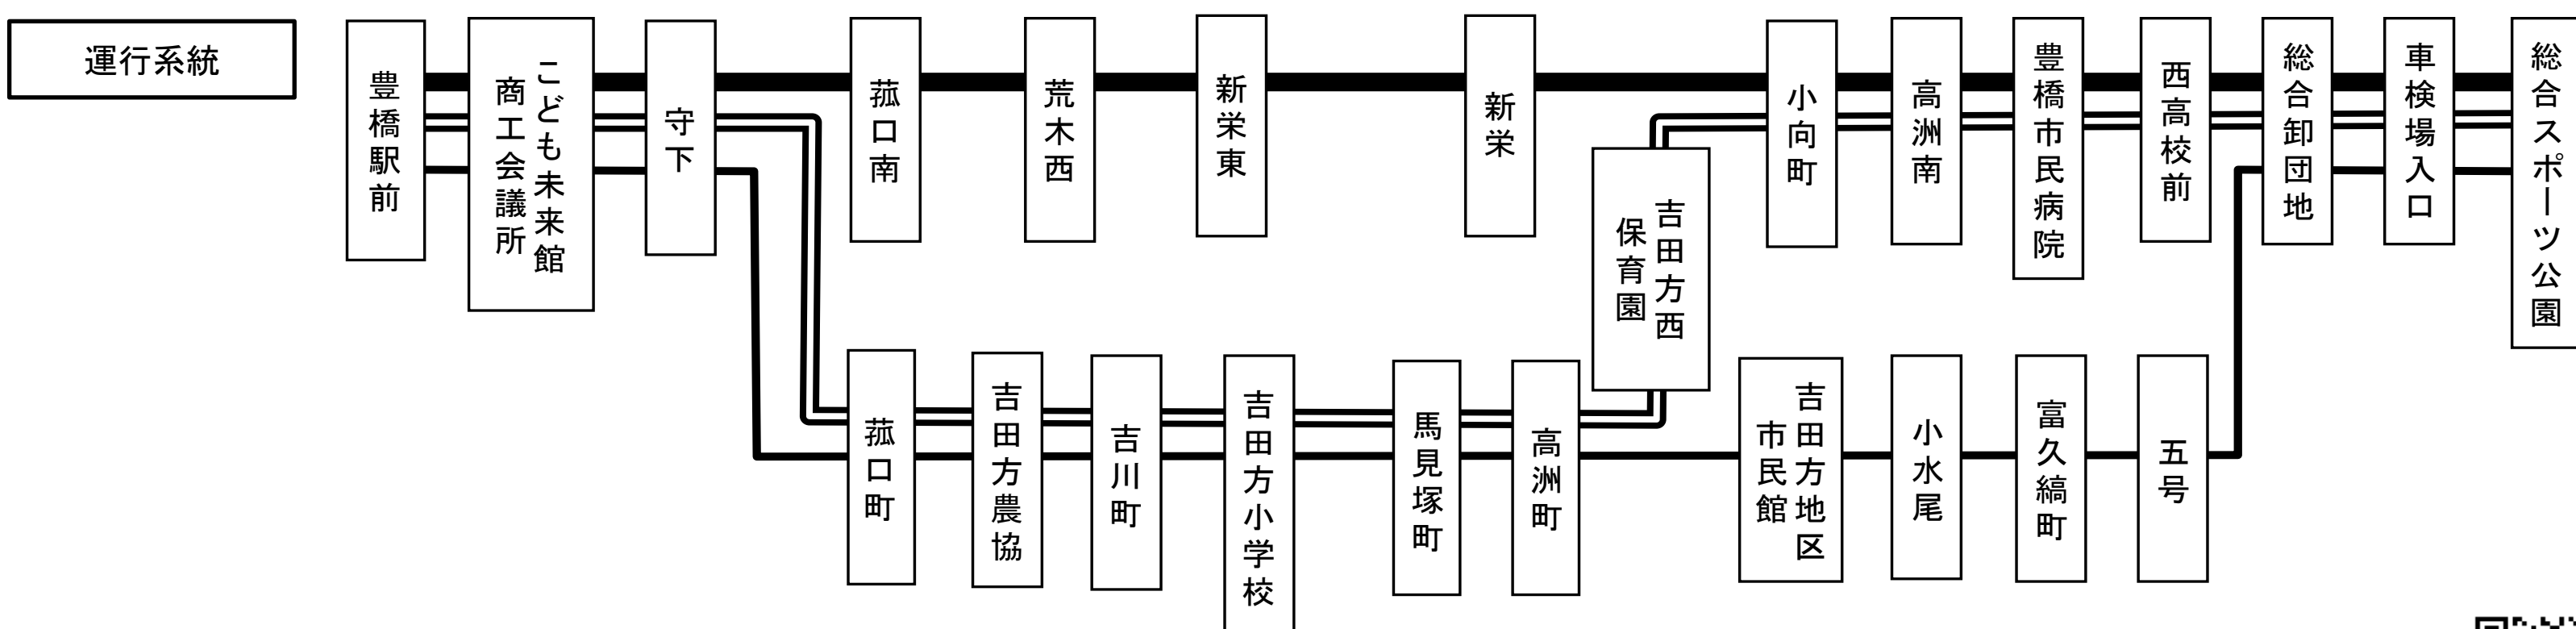 運行系統
豊橋駅前
こども未来館
商工会議所
守下
菰口南
荒木西
新栄東
新栄
吉田方西
保育園
小向町
高洲南
豊橋市民病院
西高校前
総合卸団地
車検場入口
総合スポーツ公園
菰口町
吉田方農協
吉川町
吉田方小学校
馬見塚町
高洲町
吉田方地区
市民館
小水尾
富久縞町
五号